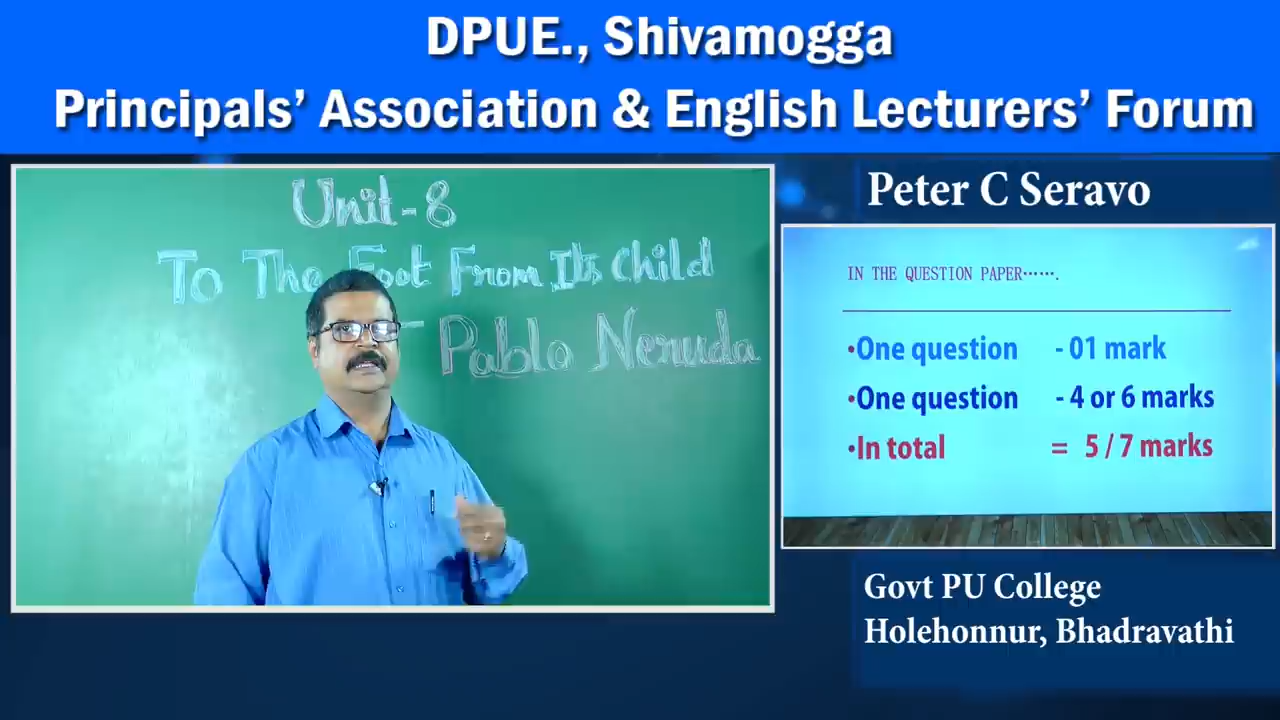 DPUE., Shivamogga
Principals’ Association & English Lecturers’ Forum
Unit-8
To The Foot From Its Child
- Pablo Neruda
Peter C Seravo
IN THE QUESTION PAPER…….
•One question - 01 mark
•One question - 4 or 6 marks
•In total = 5 / 7 marks
Govt PU College
Holehonnur, Bhadravathi